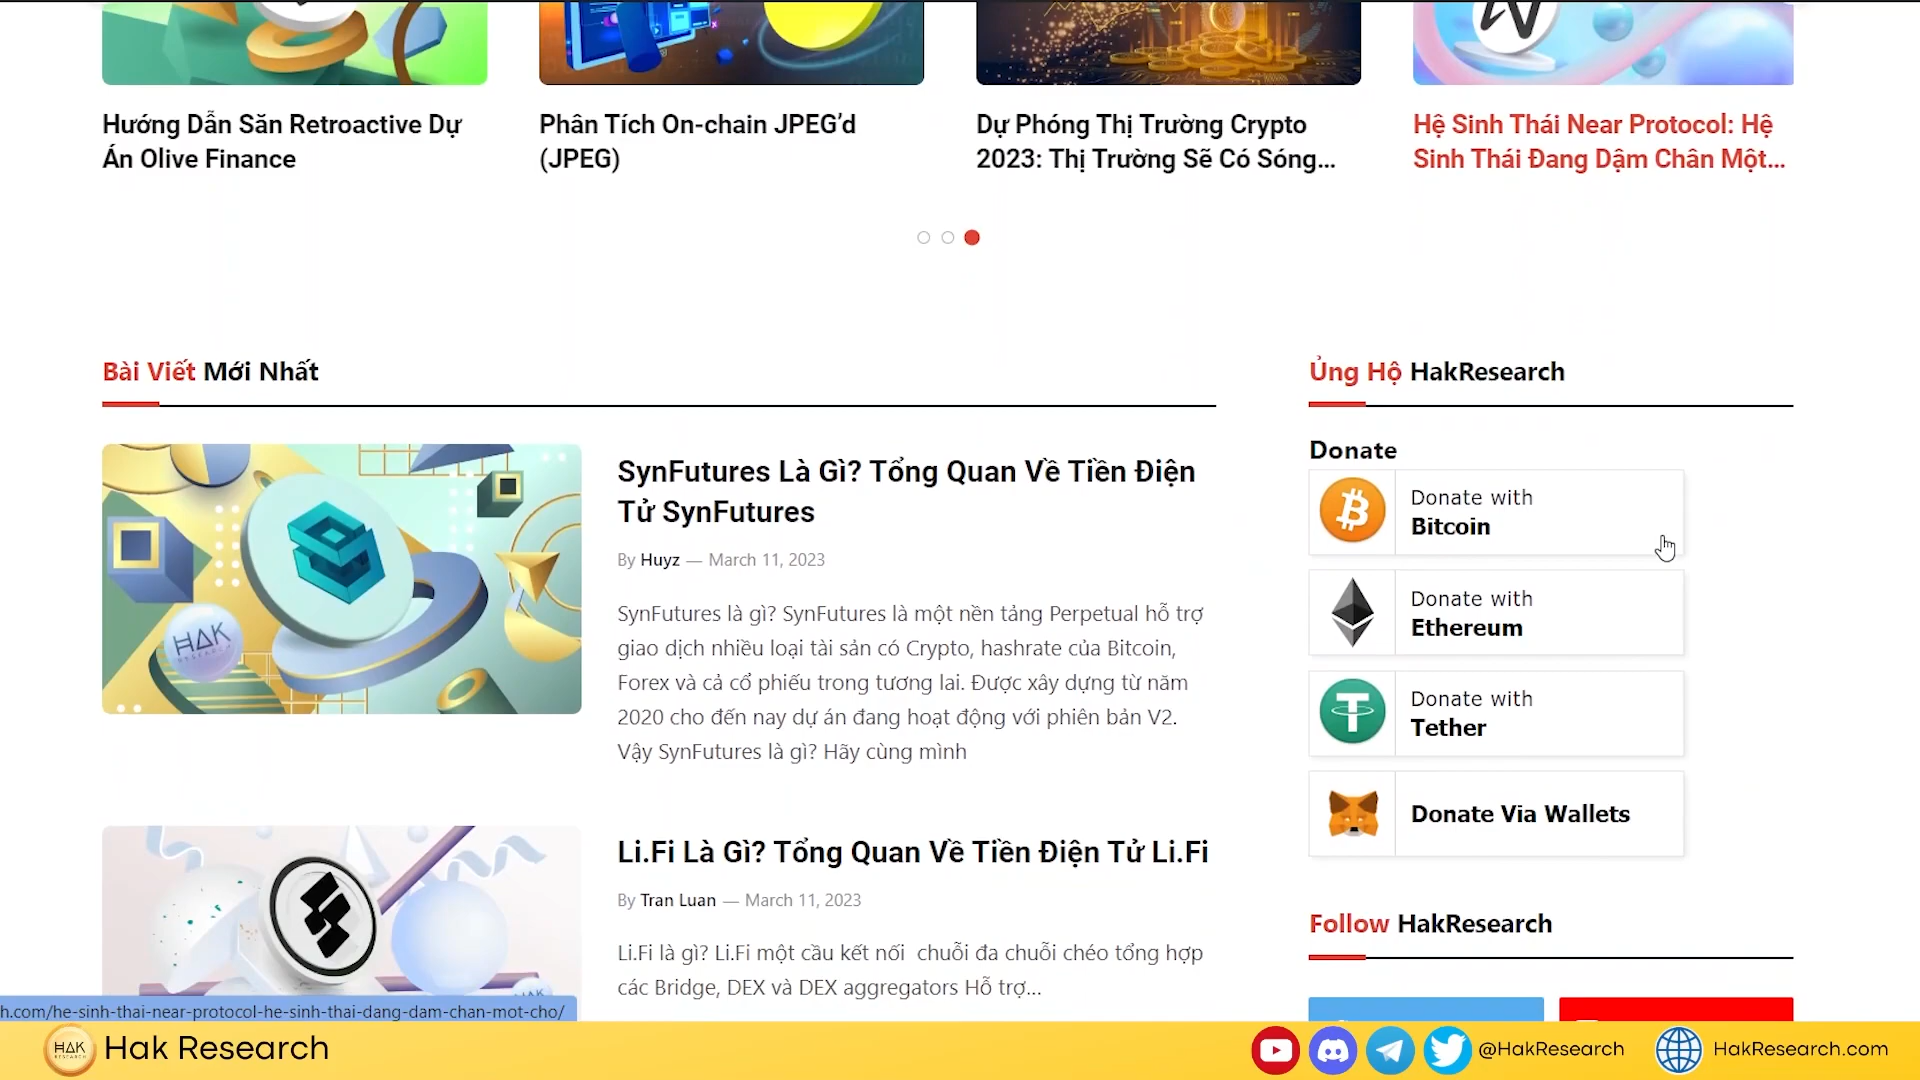 Hướng Dẫn Săn Retroactive Dự
Án Olive Finance
Phân Tích On-chain JPEG’d
(JPEG)
Dự Phóng Thị Trường Crypto
2023: Thị Trường Sẽ Có Sóng...
Hệ Sinh Thái Near Protocol: Hệ
Sinh Thái Đang Dậm Chân Một...
Bài Viết Mới Nhất
SynFutures Là Gì? Tổng Quan Về Tiền Điện
Tử SynFutures
By Huyz — March 11, 2023
SynFutures là gì? SynFutures là một nền tảng Perpetual hỗ trợ
giao dịch nhiều loại tài sản có Crypto, hashrate của Bitcoin,
Forex và cả cổ phiếu trong tương lai. Được xây dựng từ năm
2020 cho đến nay dự án đang hoạt động với phiên bản V2.
Vậy SynFutures là gì? Hãy cùng mình
HAK
RESEARCH
Li.Fi Là Gì? Tổng Quan Về Tiền Điện Tử Li.Fi
By Tran Luan — March 11, 2023
Li.Fi là gì? Li.Fi một cầu kết nối  chuỗi đa chuỗi chéo tổng hợp
các Bridge, DEX và DEX aggregators Hỗ trợ...
Ủng Hộ HakResearch
Donate
Donate with
Bitcoin
Donate with
Ethereum
Donate with
Tether
Donate Via Wallets
Follow HakResearch
h.com/he-sinh-thai-near-protocol-he-sinh-thai-dang-dam-chan-mot-cho/
HAK
RESEARCH
Hak Research
@HakResearch
HakResearch.com